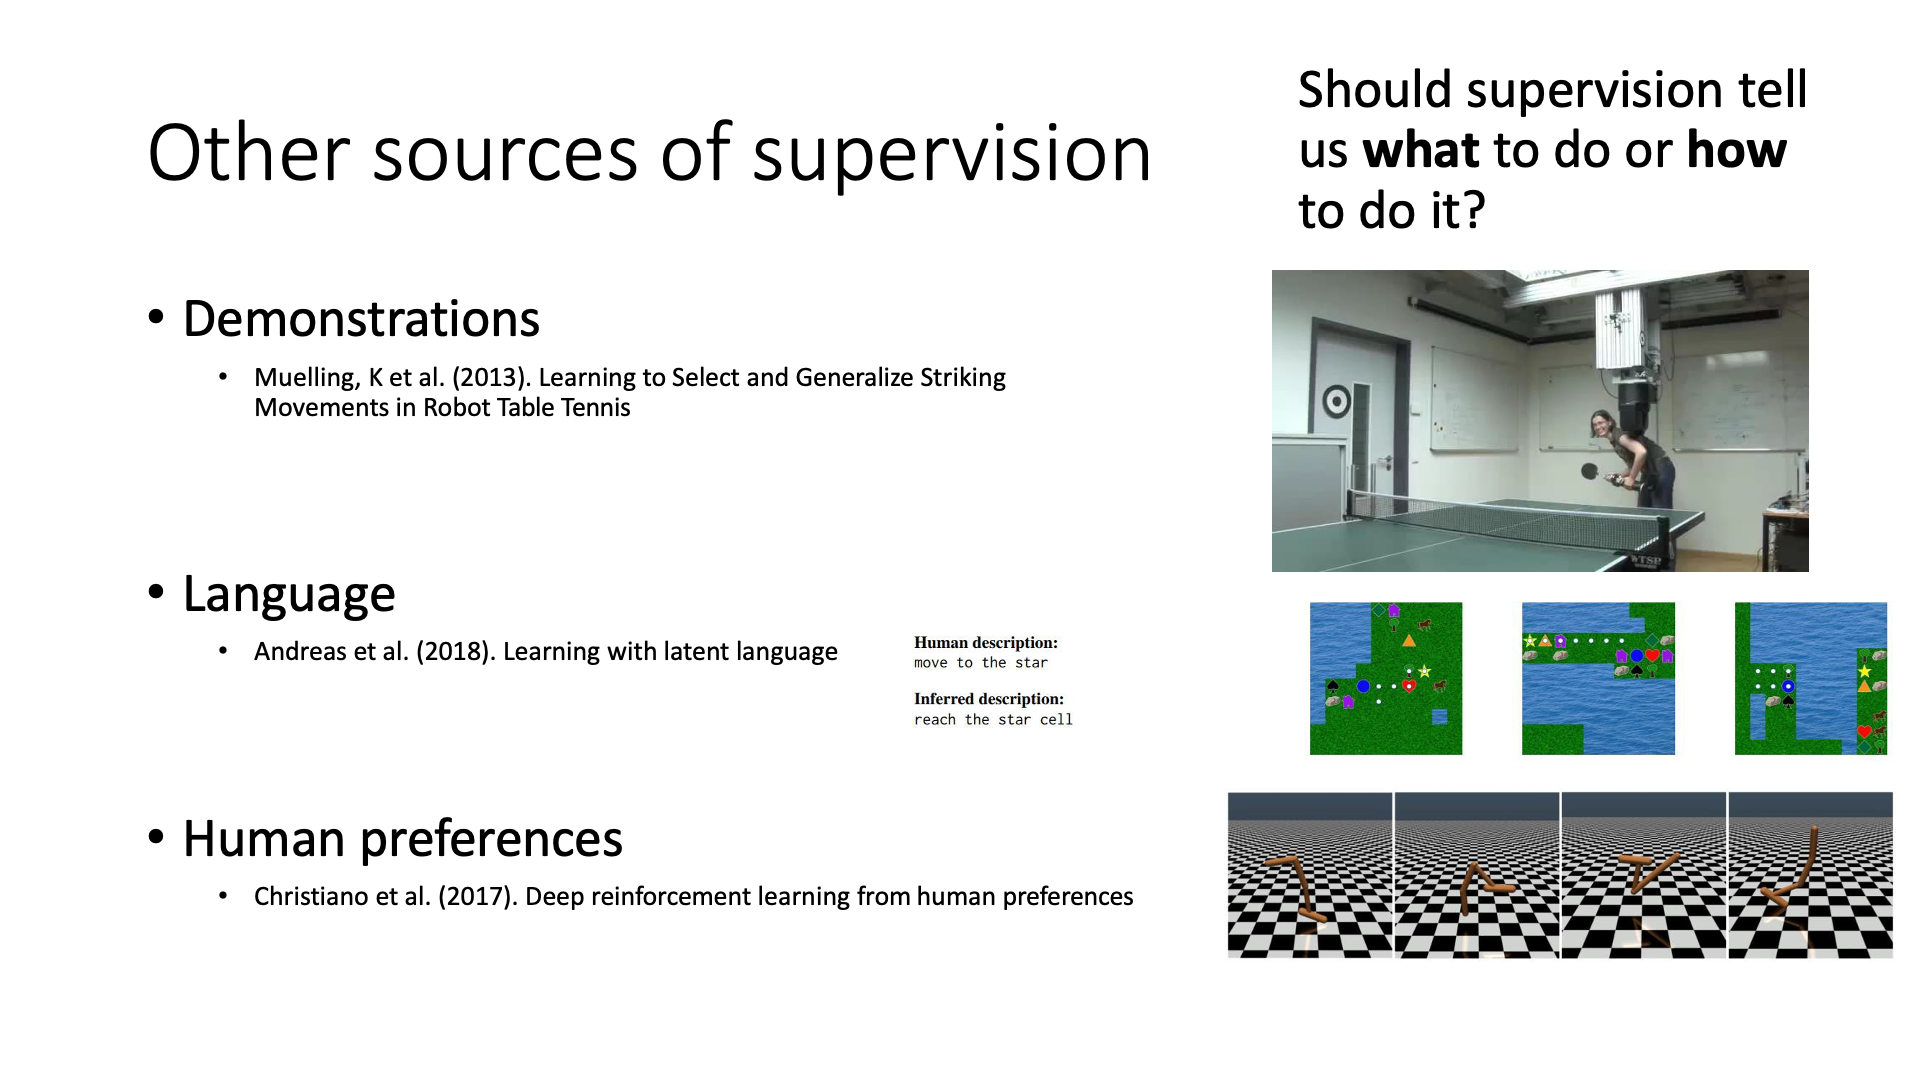 Other sources of supervision
Should supervision tell
us what to do or how
to do it?
• Demonstrations
• Muelling, K et al. (2013). Learning to Select and Generalize Striking
Movements in Robot Table Tennis
WTSP
• Language
• Andreas et al. (2018). Learning with latent language
Human description:
move to the star
Inferred description:
reach the star cell
• Human preferences
• Christiano et al. (2017). Deep reinforcement learning from human preferences